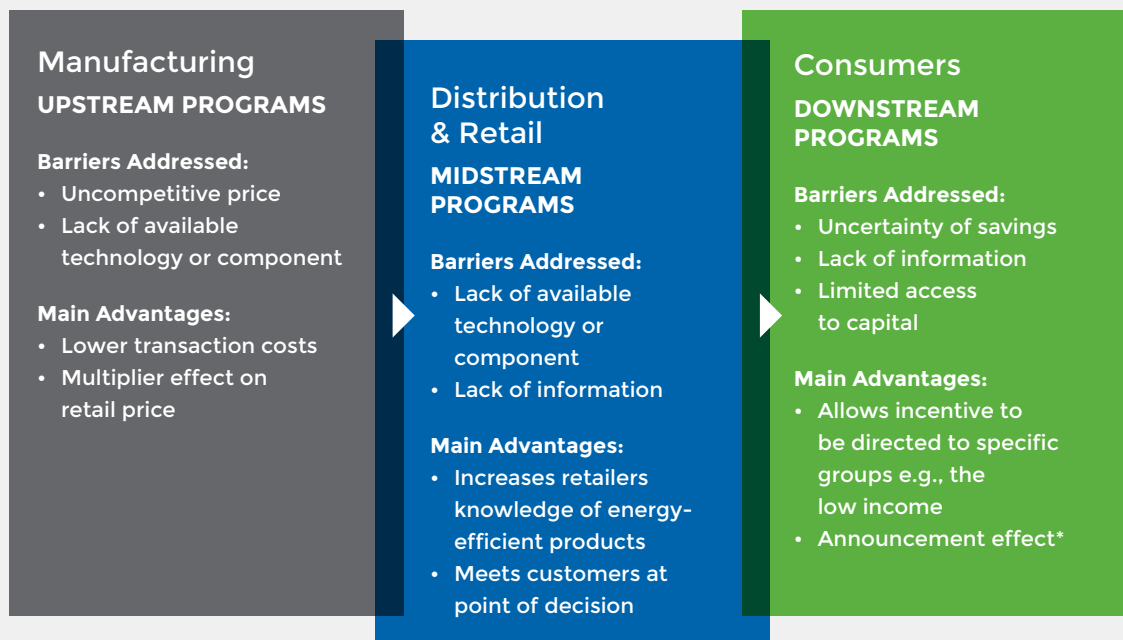 Manufacturing
UPSTREAM PROGRAMS
Barriers Addressed:
• Uncompetitive price
• Lack of available
technology or component
Main Advantages:
• Lower transaction costs
• Multiplier effect on
retail price
Distribution
& Retail
MIDSTREAM
PROGRAMS
Barriers Addressed:
• Lack of available
technology or
component
• Lack of information
Main Advantages:
• Increases retailers
knowledge of energy-
efficient products
• Meets customers at
point of decision
Consumers
DOWNSTREAM
PROGRAMS
Barriers Addressed:
• Uncertainty of savings
• Lack of information
• Limited access
to capital
Main Advantages:
• Allows incentive to
be directed to specific
groups e.g., the
low income
• Announcement effect*